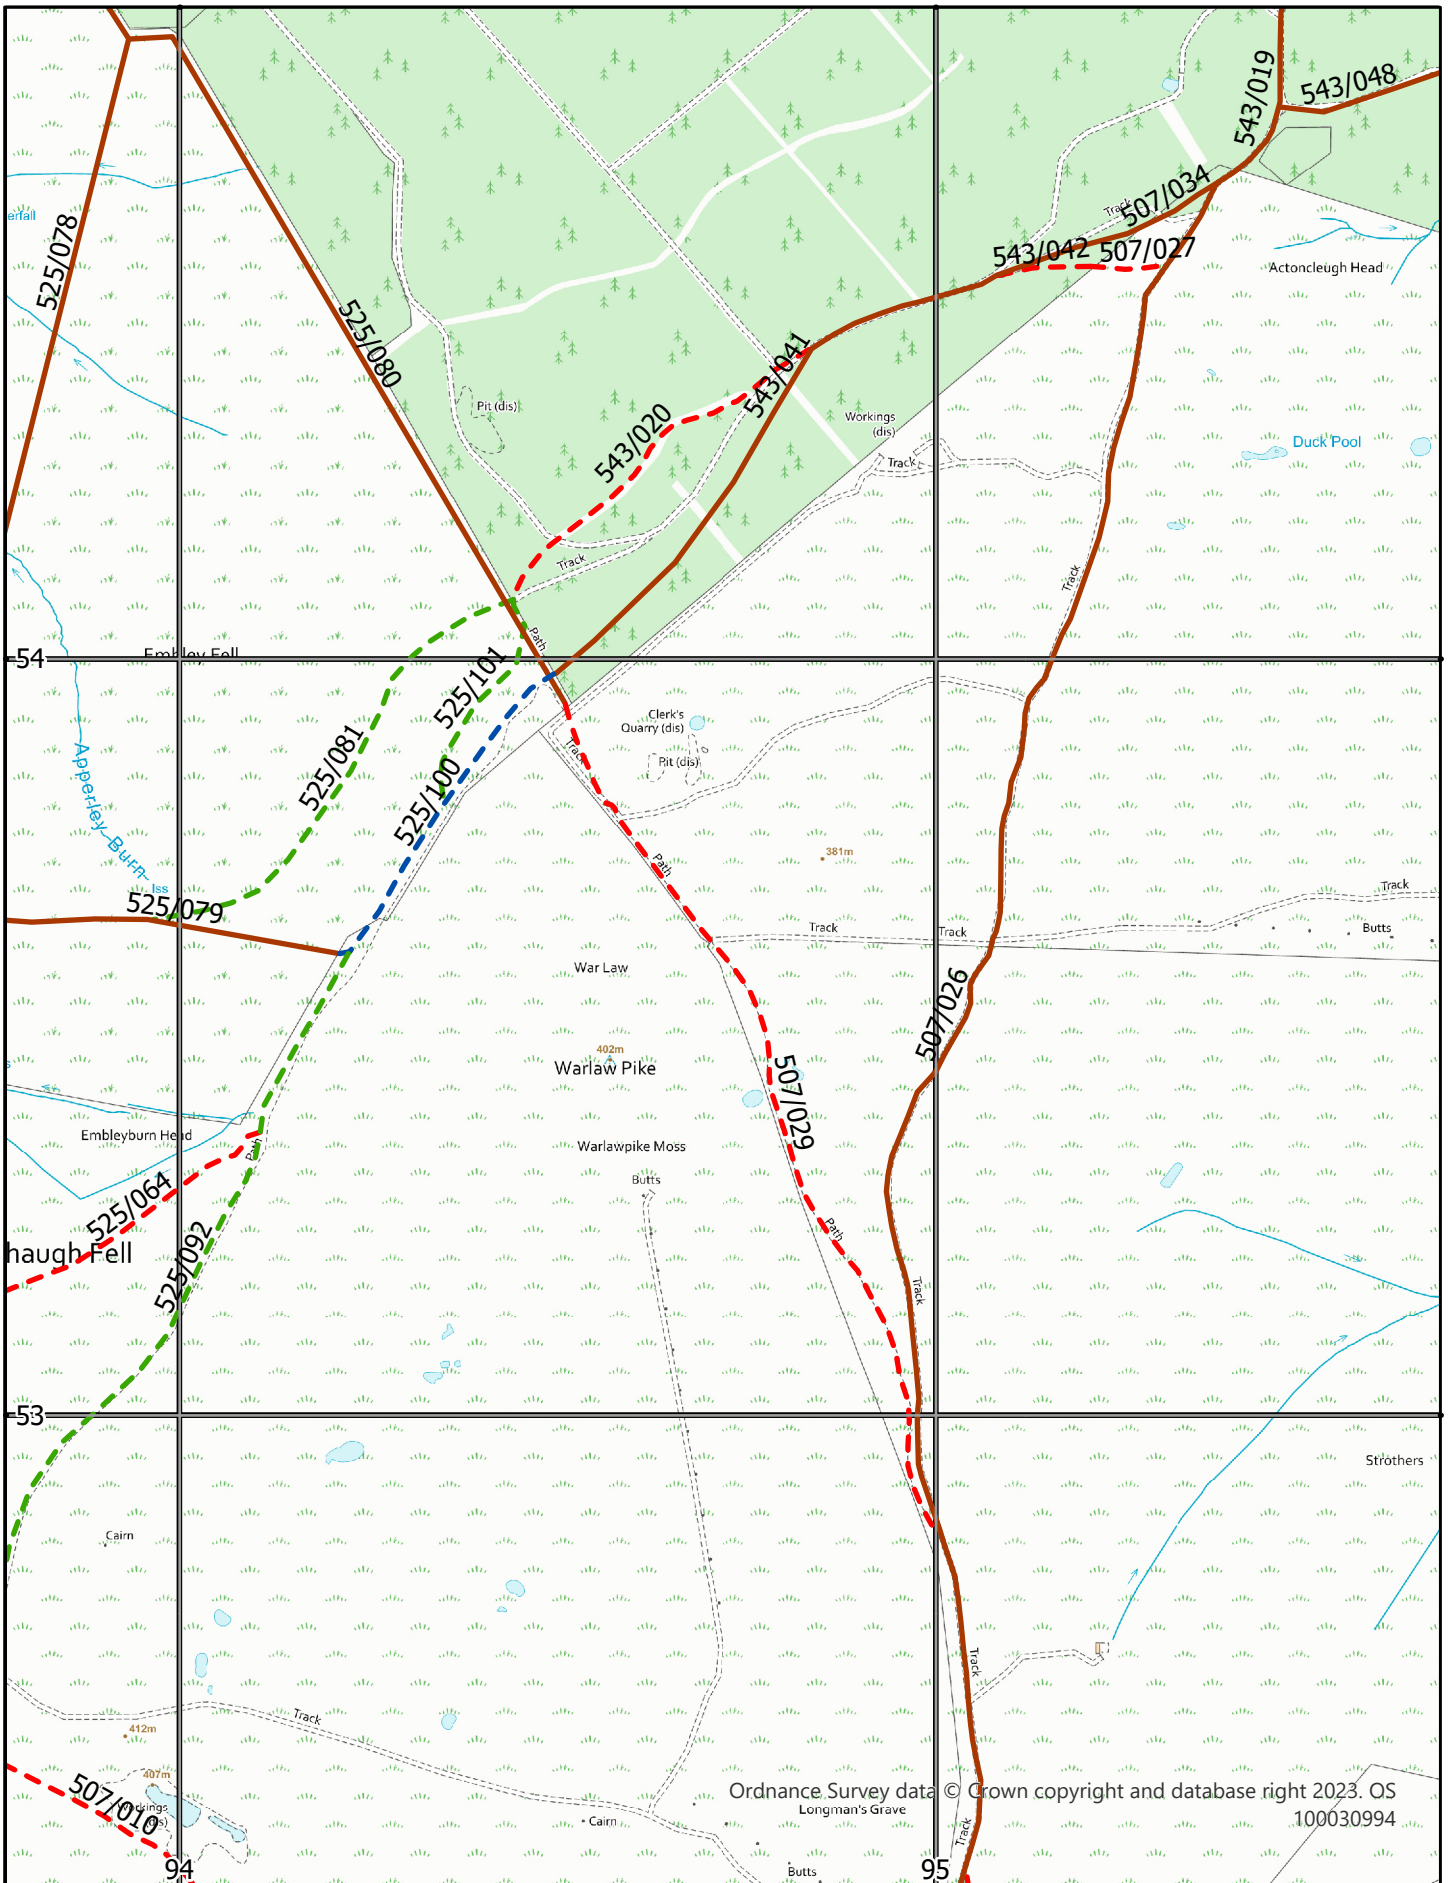 543/019
543/048
erfall
525/078
Track
507/034
543/042
507/027
Actoncleugh Head
525/080
543/041
Pit (dis)
543/020
Workings
(dis)
Track
Duck Pool
Track
Track
Path
Embley Fell
54
525/101
Clerk's
Quarry (dis)
Track
Pit (dis)
525/081
525/100
Apperley Burn
381m
Path
Iss
525/079
Track
Track
Track
Butts
War Law
507/026
402m
Warlaw Pike
507/029
Embleyburn Head
Path
Warlawpike Moss
Butts
525/064
Path
haugh Fell
525/092
Track
53
Strothers
Cairn
Track
Track
412m
407m
507/010
Workings
(dis)
Ordnance Survey data © Crown copyright and database right 2023. OS
100030994
Longman's Grave
Cairn
Track
94
95
Butts